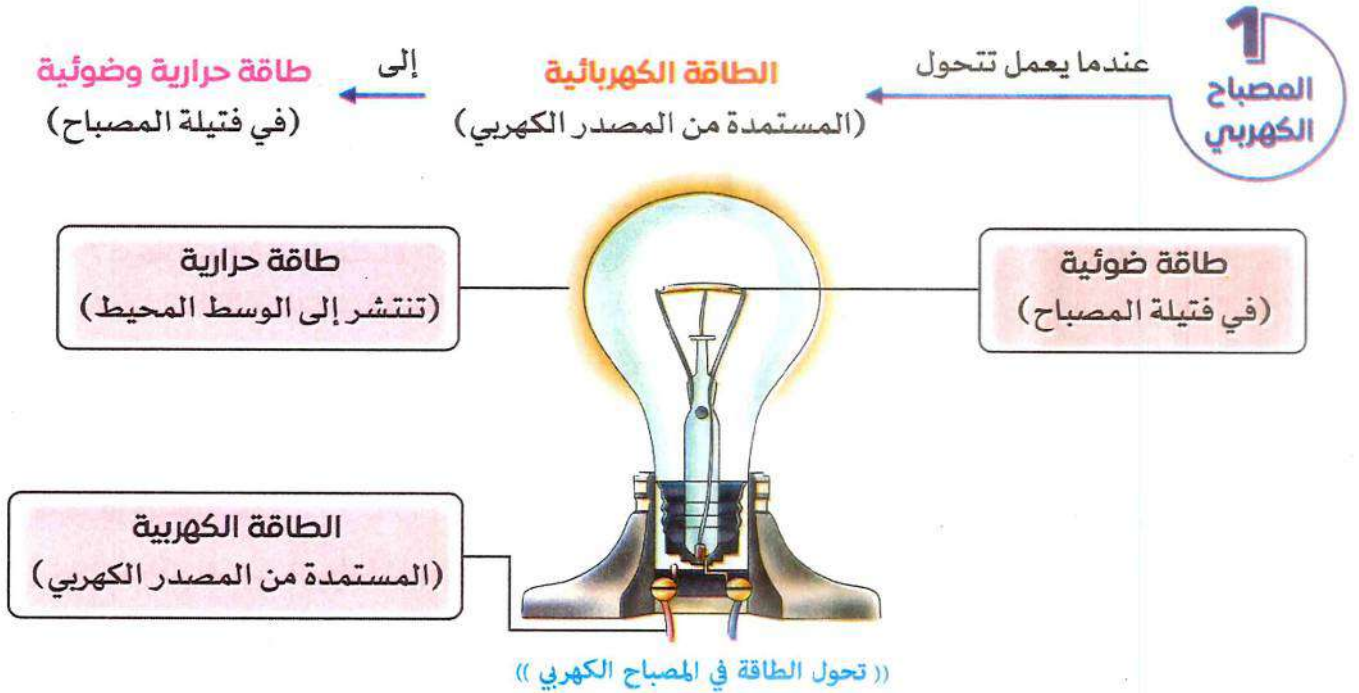 1
المصباح
الكهربي
عندما يعمل تتحول
الطاقة الكهربائية
(المستمدة من المصدر الكهربي)
إلى
طاقة حرارية وضوئية
(في فتيلة المصباح)
طاقة ضوئية
(في فتيلة المصباح)
طاقة حرارية
(تنتشر إلى الوسط المحيط)
الطاقة الكهربية
(المستمدة من المصدر الكهربي)
(( تحول الطاقة في المصباح الكهربي ))